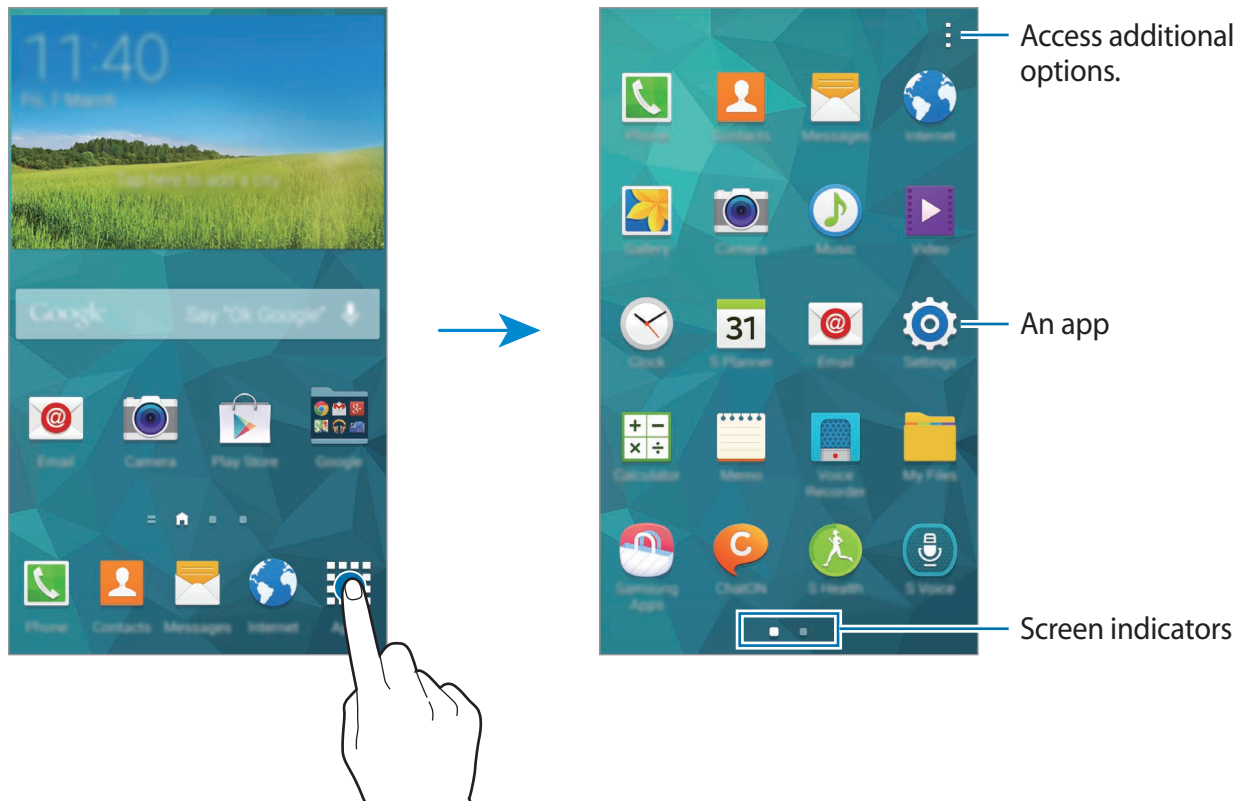 11:40
Fri, 7 March
Tap here to add a city
Google Say "Ok Google"
Email Camera Play Store Google
Phone Contacts Messages Internet
Access additional
options.
Phone Contacts Messages Internet
Gallery Camera Music Video
31
Clock S Planner Email Settings
An app
Calculator Memo Voice
Recorder My Files
C
Samsung
Apps ChatON S Health S Voice
Screen indicators